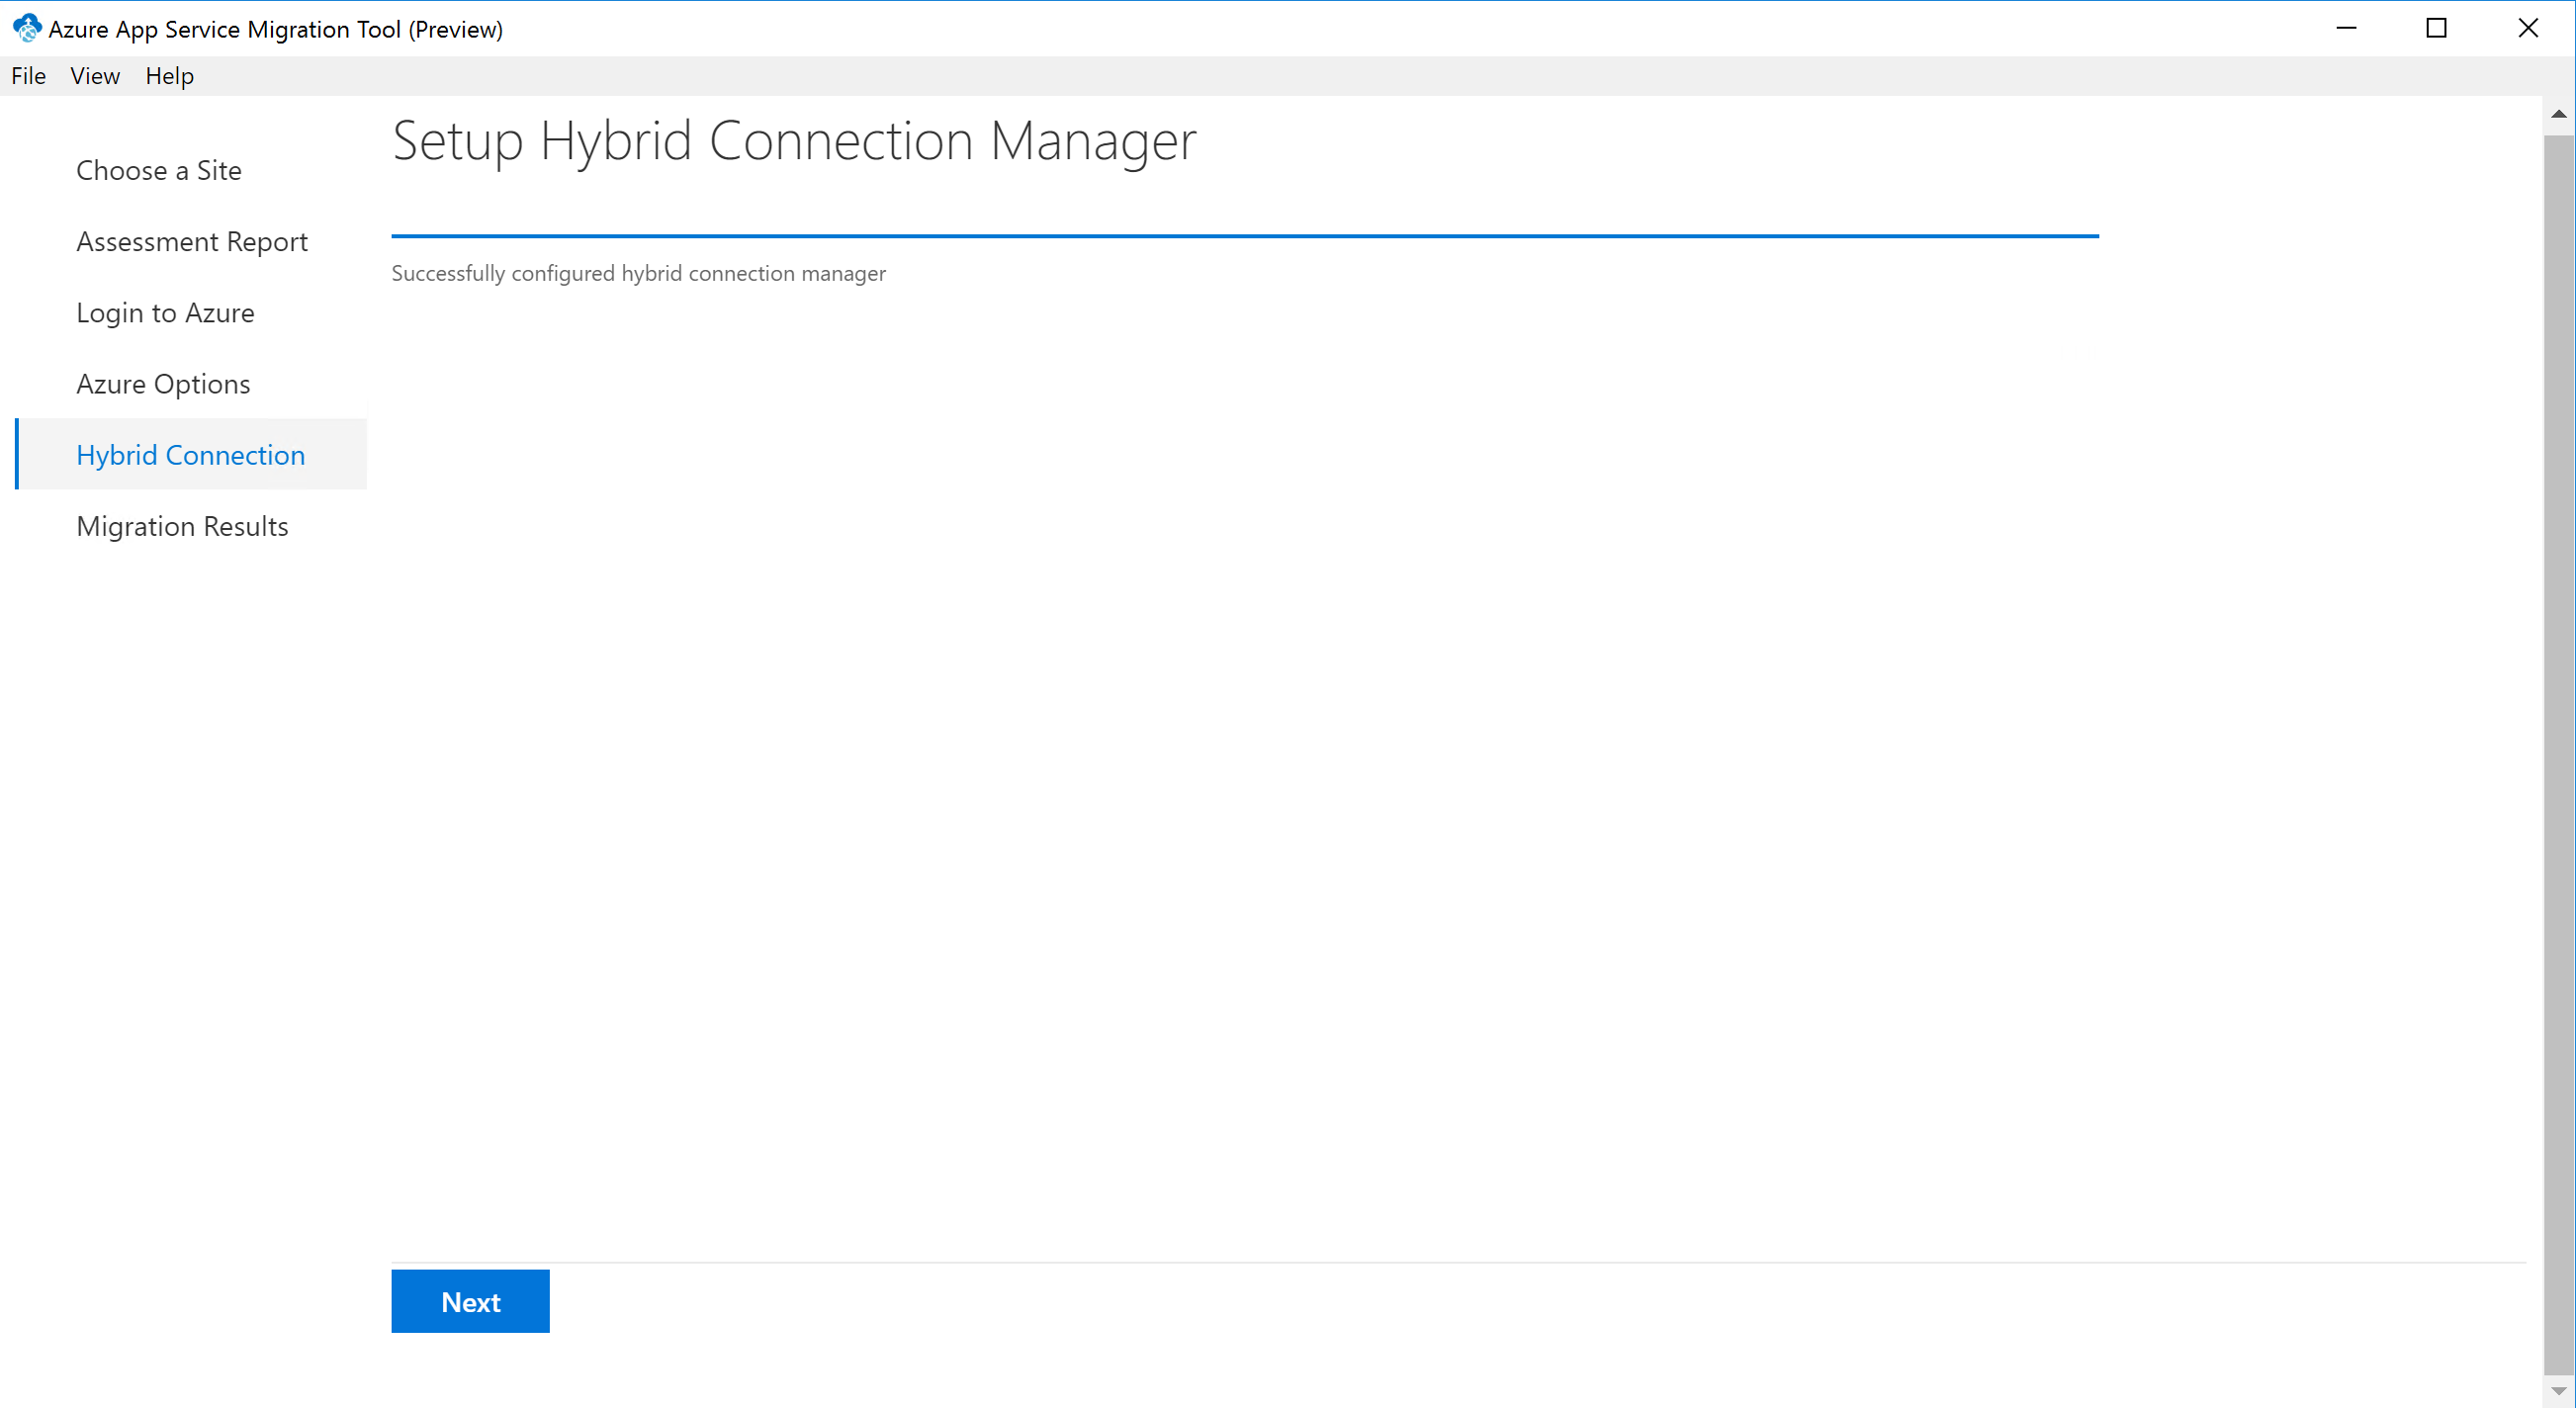 Azure App Service Migration Tool (Preview)
File View Help
Setup Hybrid Connection Manager
Choose a Site
Assessment Report
Login to Azure
Azure Options
Hybrid Connection
Migration Results
Successfully configured hybrid connection manager
Next